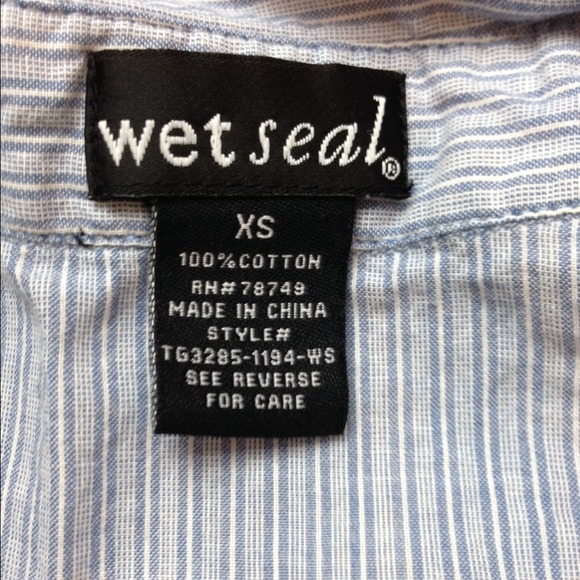 wet seal®
XS
100%COTTON
RN#78749
MADE IN CHINA
STYLE#
TG3285-1194-WS
SEE REVERSE
FOR CARE